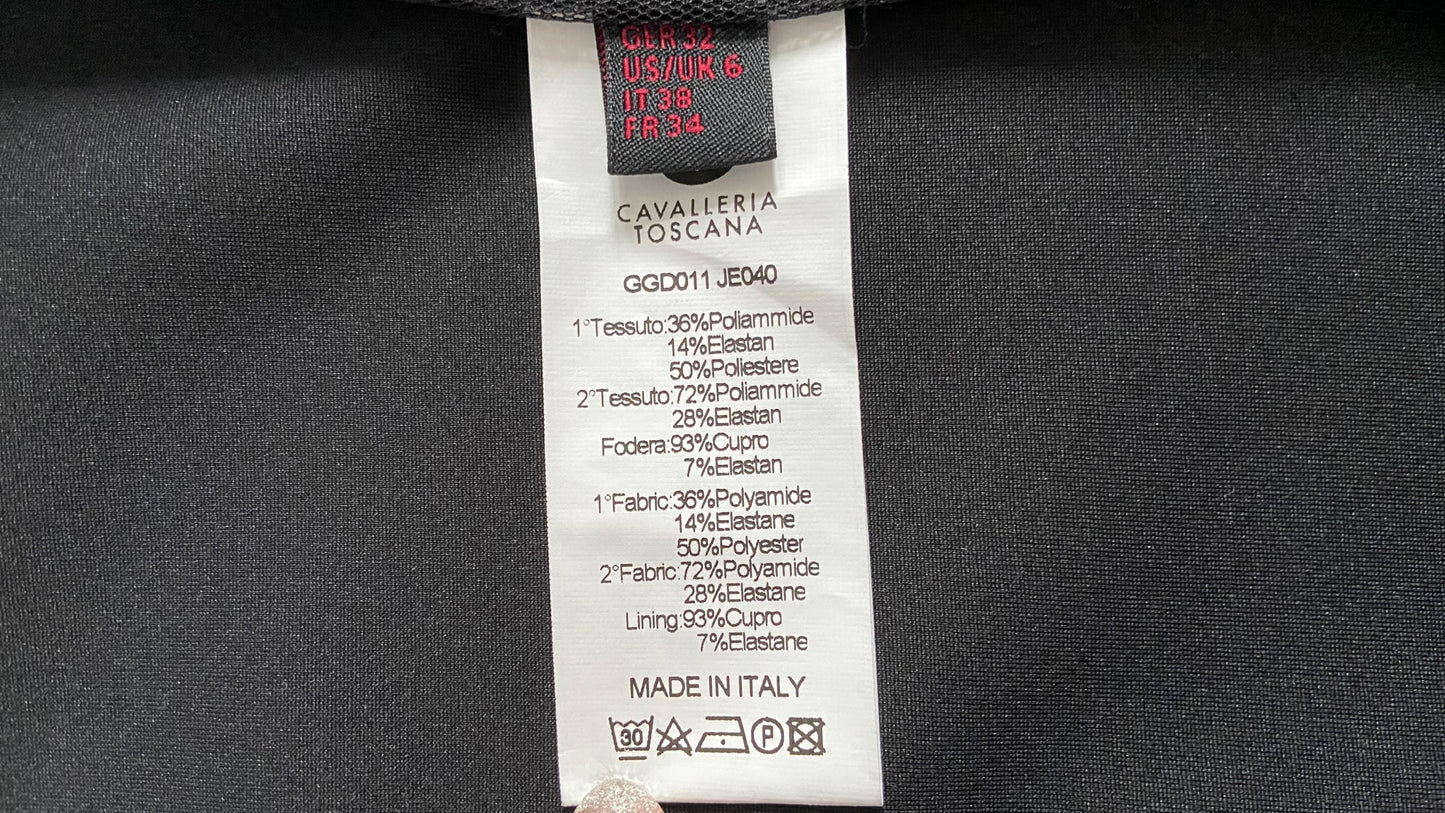 GER 32
US/UK 6
IT 38
FR 34
CAVALLERIA
TOSCANA
GGD011 JE040
1°Tessuto:36%Poliammide
14%Elastan
50%Poliestere
2°Tessuto:72%Poliammide
28%Elastan
Fodera:93%Cupro
7%Elastan
1°Fabric:36%Polyamide
14%Elastane
50%Polyester
2°Fabric:72%Polyamide
28%Elastane
Lining:93%Cupro
7%Elastane
MADE IN ITALY
30 P